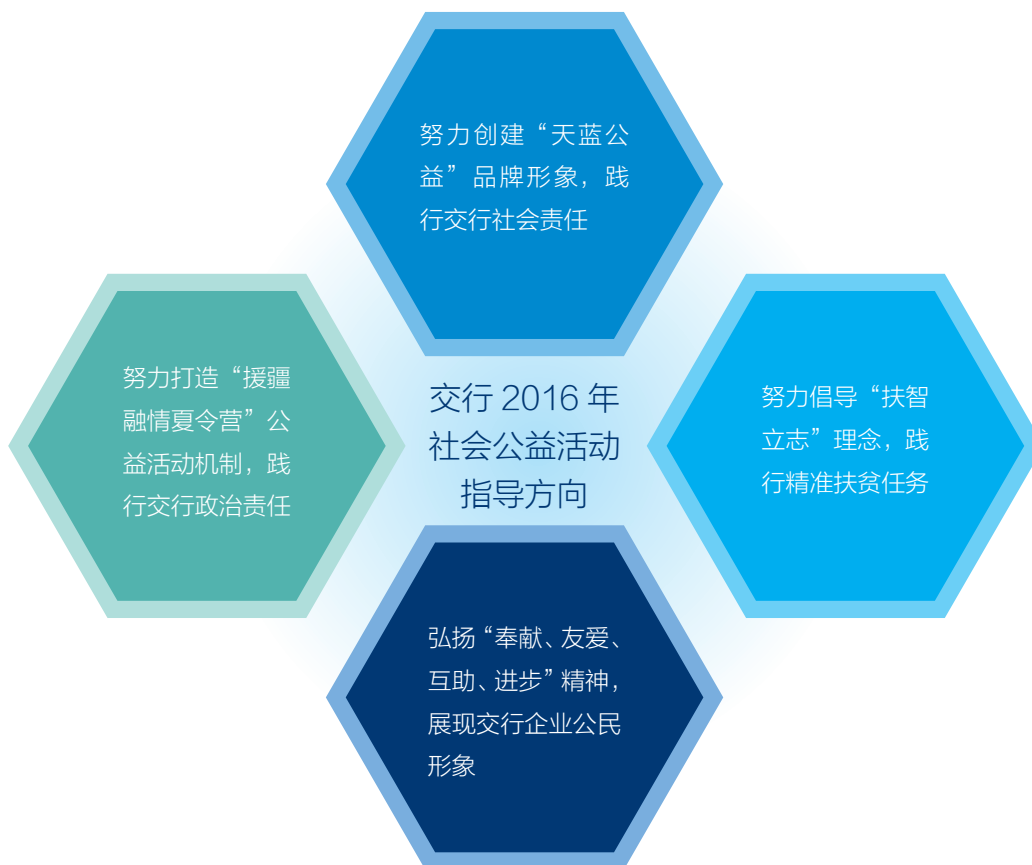 努力创建“天蓝公
益”品牌形象，践
行交行社会责任
努力打造“援疆
融情夏令营”公
益活动机制，践
行交行政治责任
交行 2016 年
社会公益活动
指导方向
努力倡导“扶智
立志”理念，践
行精准扶贫任务
弘扬“奉献、友爱、
互助、进步”精神，
展现交行企业公民
形象